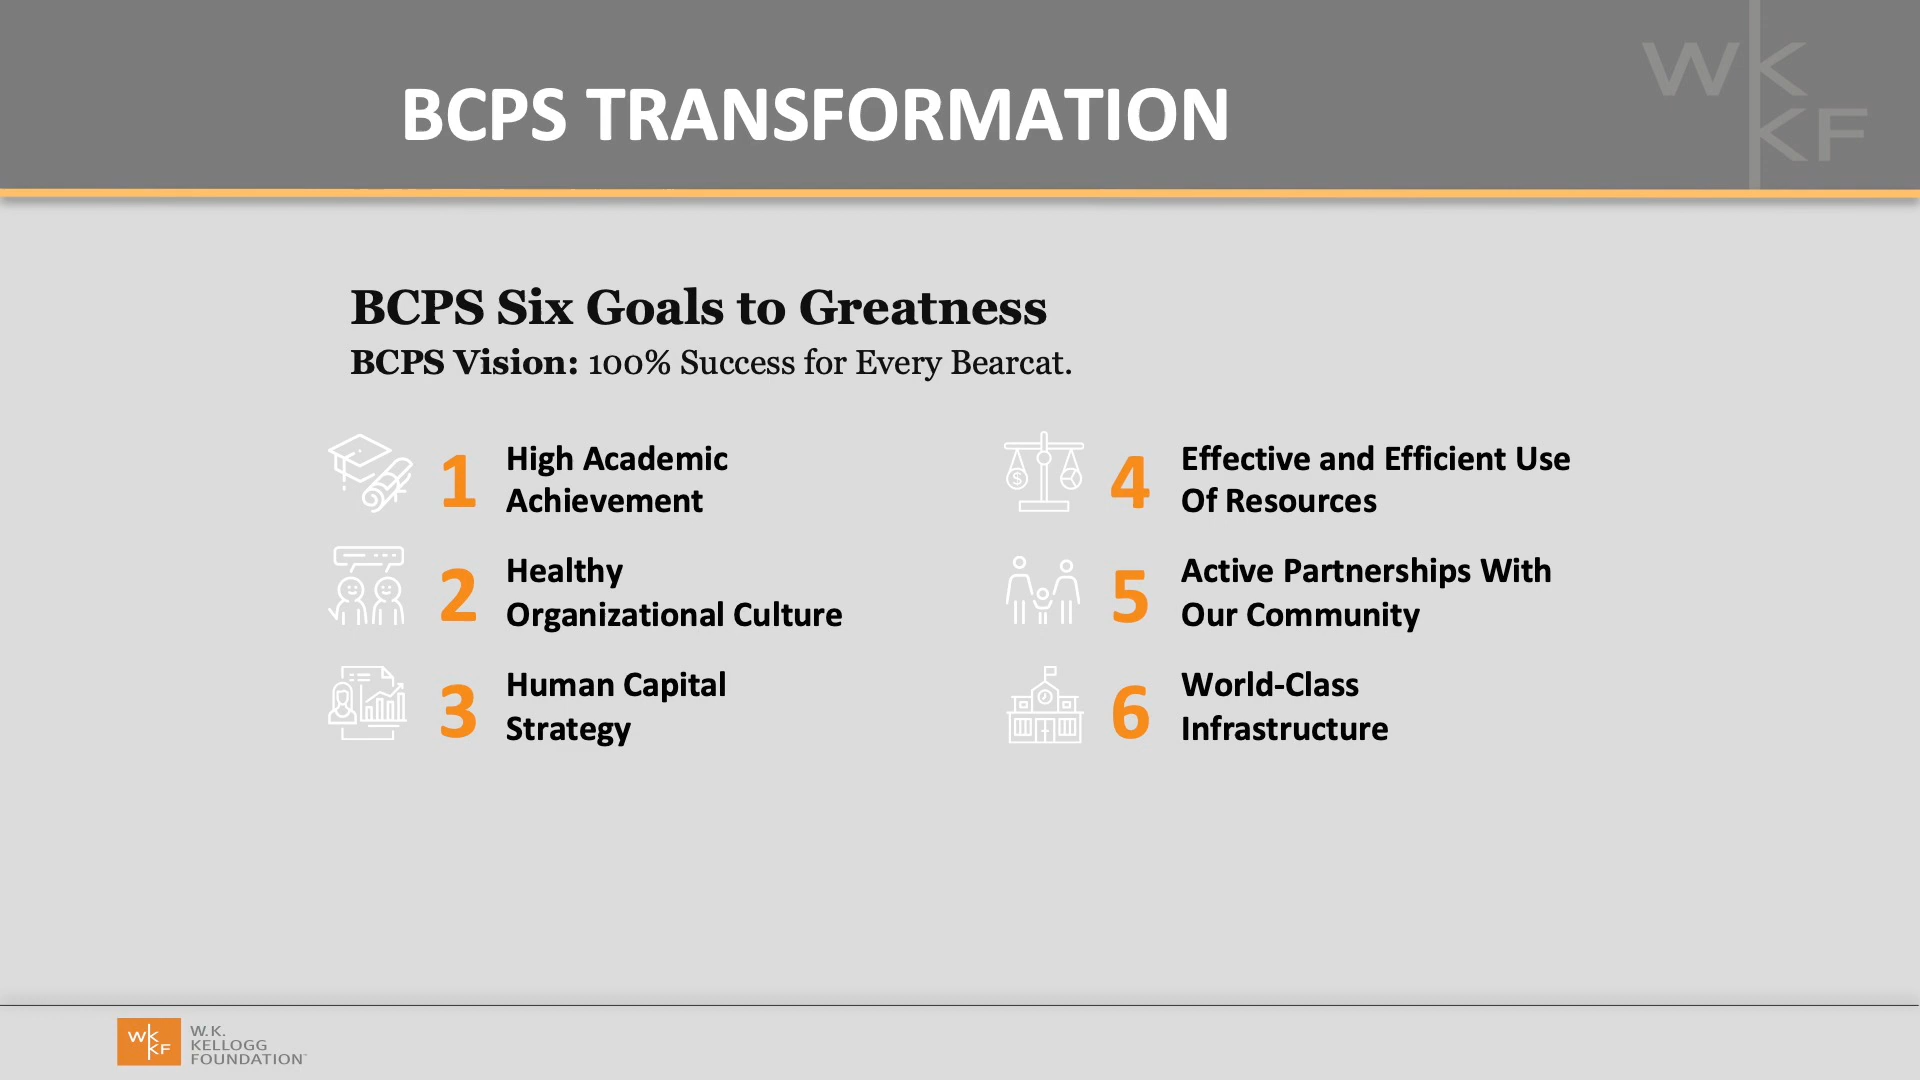 BCPS TRANSFORMATION
WK
KF
BCPS Six Goals to Greatness
BCPS Vision: 100% Success for Every Bearcat.
1
High Academic
Achievement
2
Healthy
Organizational Culture
3
Human Capital
Strategy
4
Effective and Efficient Use
Of Resources
5
Active Partnerships With
Our Community
6
World-Class
Infrastructure
WK
KF
W.K.
KELLOGG
FOUNDATION